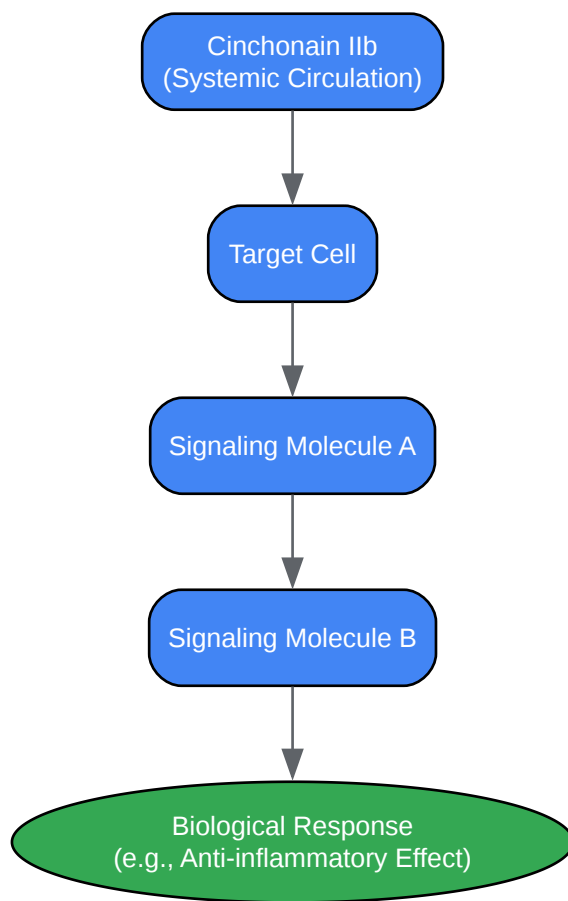 Cinchonain IIb
(Systemic Circulation)
Target Cell
Signaling Molecule A
Signaling Molecule B
Biological Response
(e.g., Anti-inflammatory Effect)